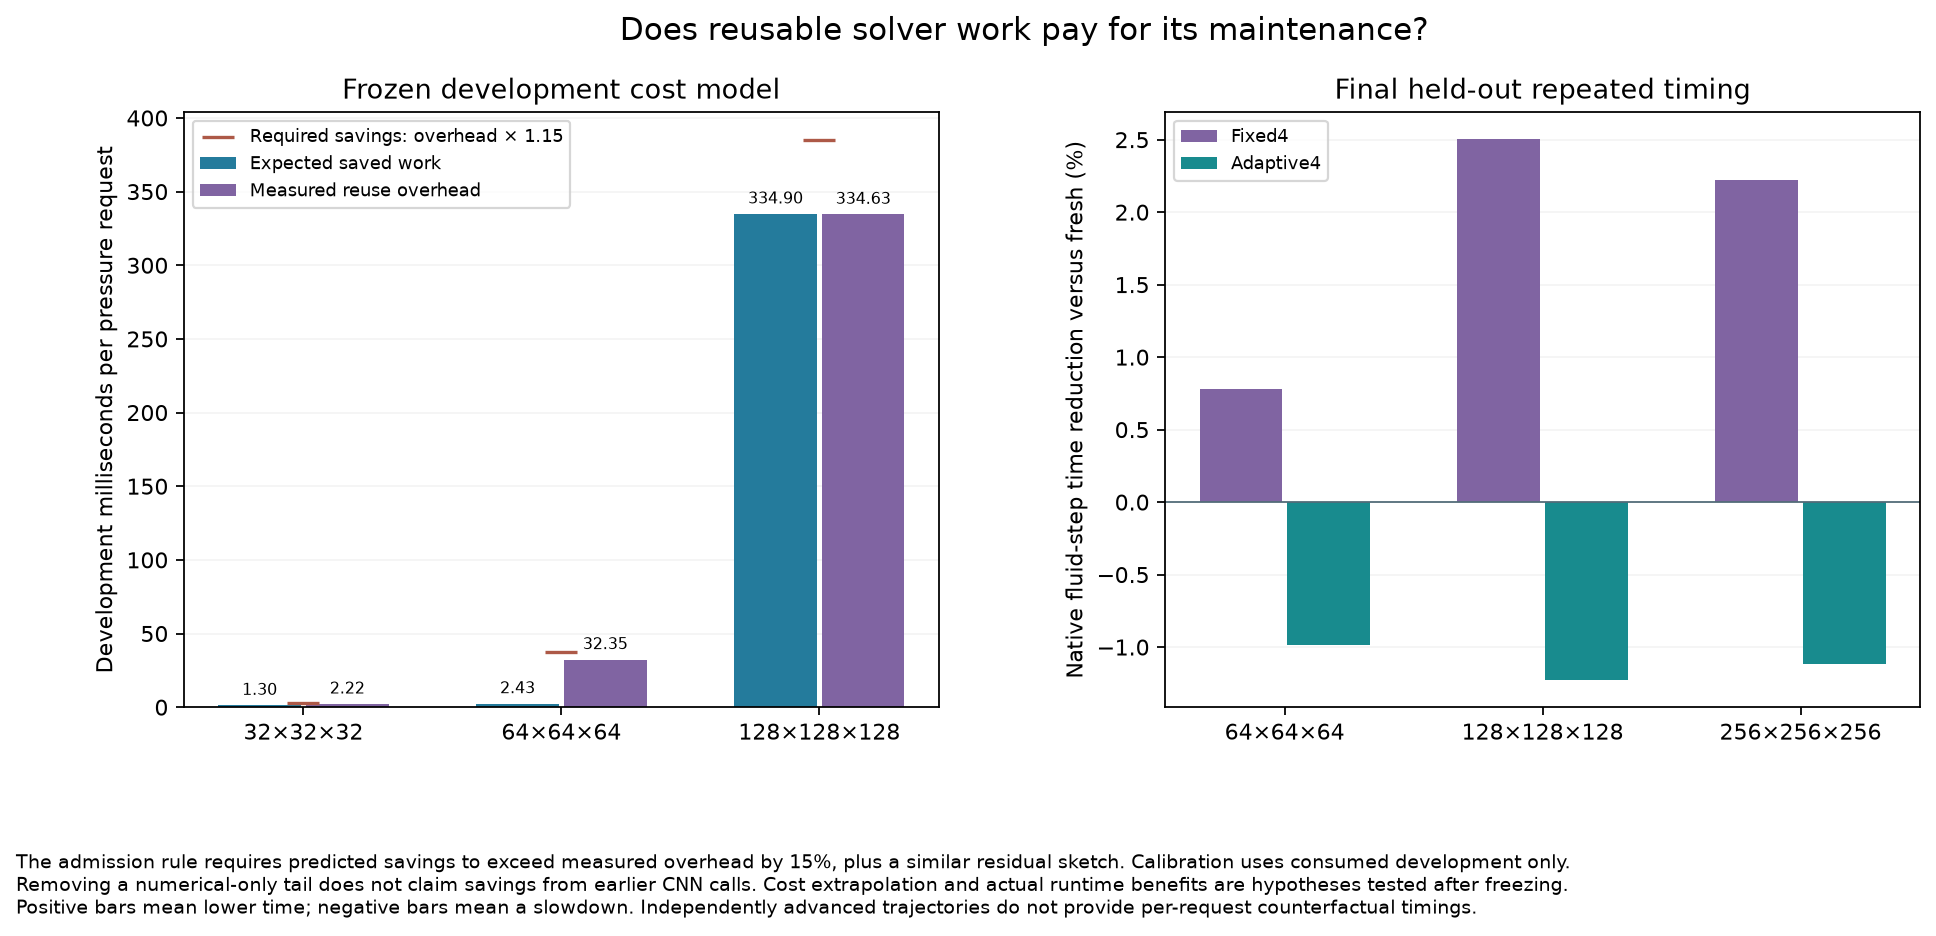 Does reusable solver work pay for its maintenance?
Frozen development cost model
Development milliseconds per pressure request
400
350
300
250
200
150
100
50
0
Required savings: overhead × 1.15
Expected saved work
Measured reuse overhead
1.30
2.22
2.43
32.35
334.90
334.63
32×32×32
64×64×64
128×128×128
Final held-out repeated timing
Native fluid-step time reduction versus fresh (%)
2.5
2.0
1.5
1.0
0.5
0.0
−0.5
−1.0
Fixed4
Adaptive4
64×64×64
128×128×128
256×256×256
The admission rule requires predicted savings to exceed measured overhead by 15%, plus a similar residual sketch. Calibration uses consumed development only.
Removing a numerical-only tail does not claim savings from earlier CNN calls. Cost extrapolation and actual runtime benefits are hypotheses tested after freezing.
Positive bars mean lower time; negative bars mean a slowdown. Independently advanced trajectories do not provide per-request counterfactual timings.